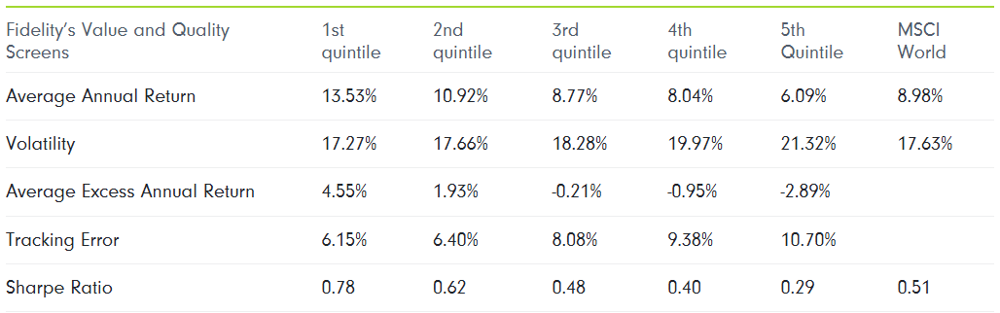 Fidelity's Value and Quality Screens 1st quintile 2nd quintile 3rd quintile 4th quintile 5th Quintile MSCI World
Average Annual Return 13.53% 10.92% 8.77% 8.04% 6.09% 8.98%
Volatility 17.27% 17.66% 18.28% 19.97% 21.32% 17.63%
Average Excess Annual Return 4.55% 1.93% -0.21% -0.95% -2.89%
Tracking Error 6.15% 6.40% 8.08% 9.38% 10.70%
Sharpe Ratio 0.78 0.62 0.48 0.40 0.29 0.51